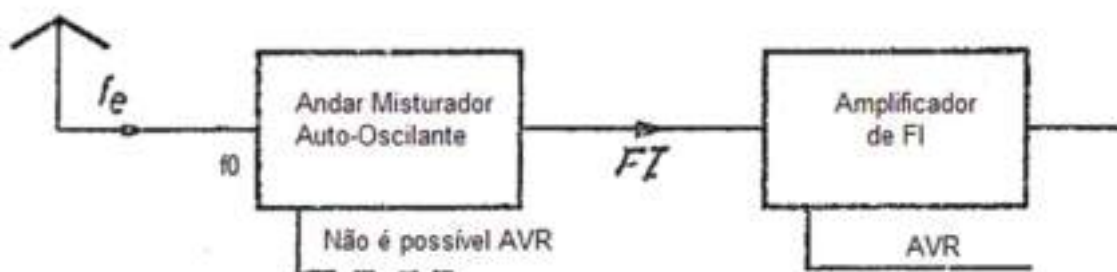 fe
f0
Andar Misturador
Auto-Oscilante
FI
Amplificador
de FI
Não é possível AVR
AVR